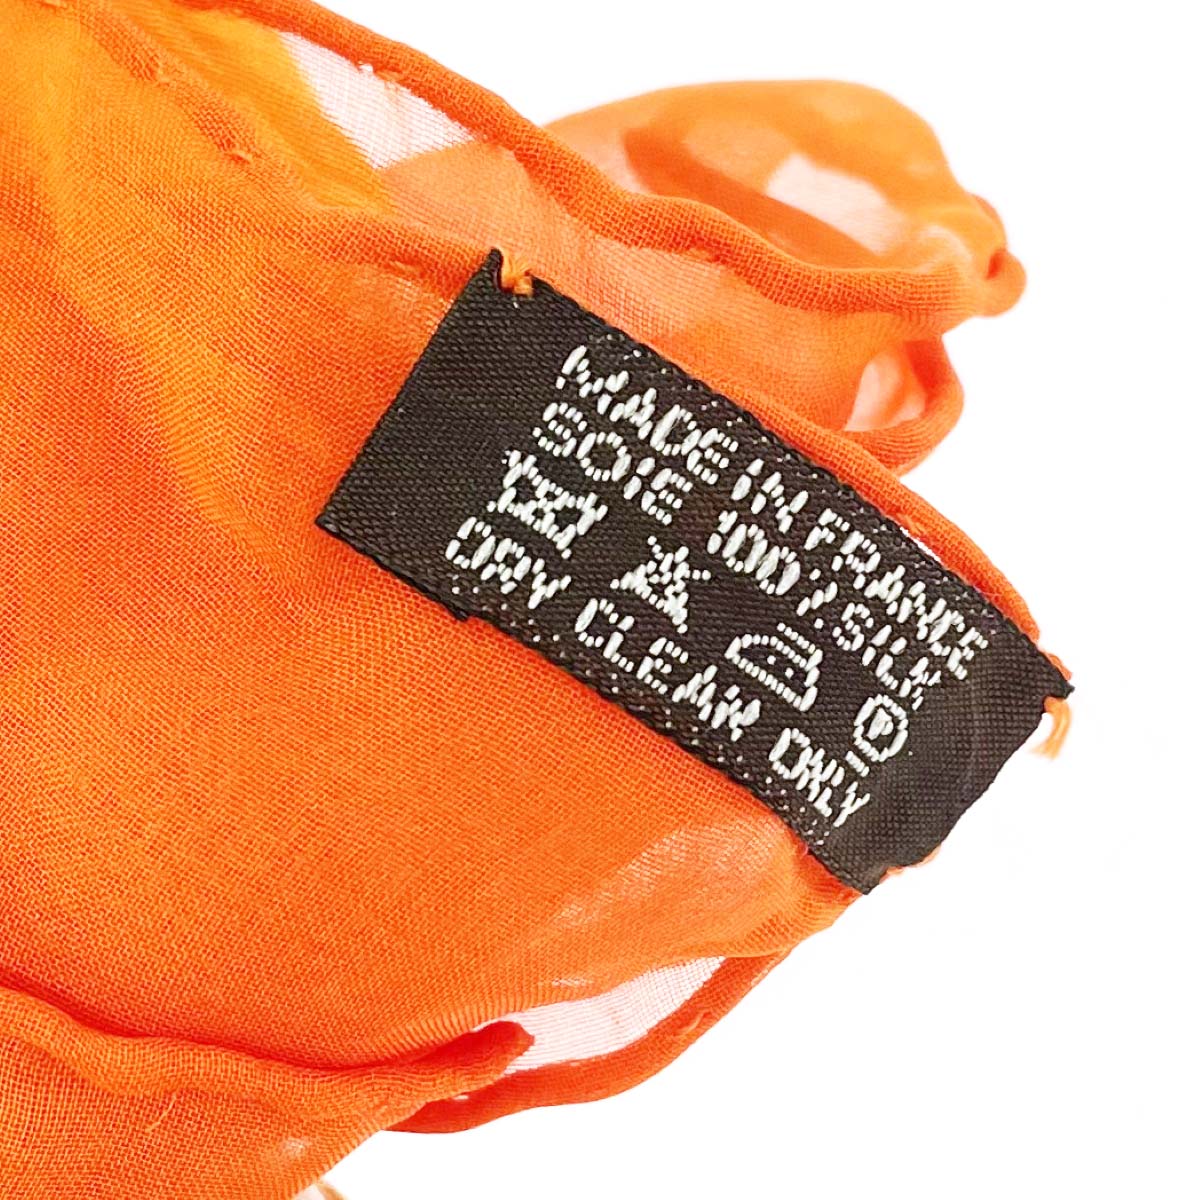 MADE IN FRANCE
SOIE 100% SILK
P
DRY CLEAN ONLY